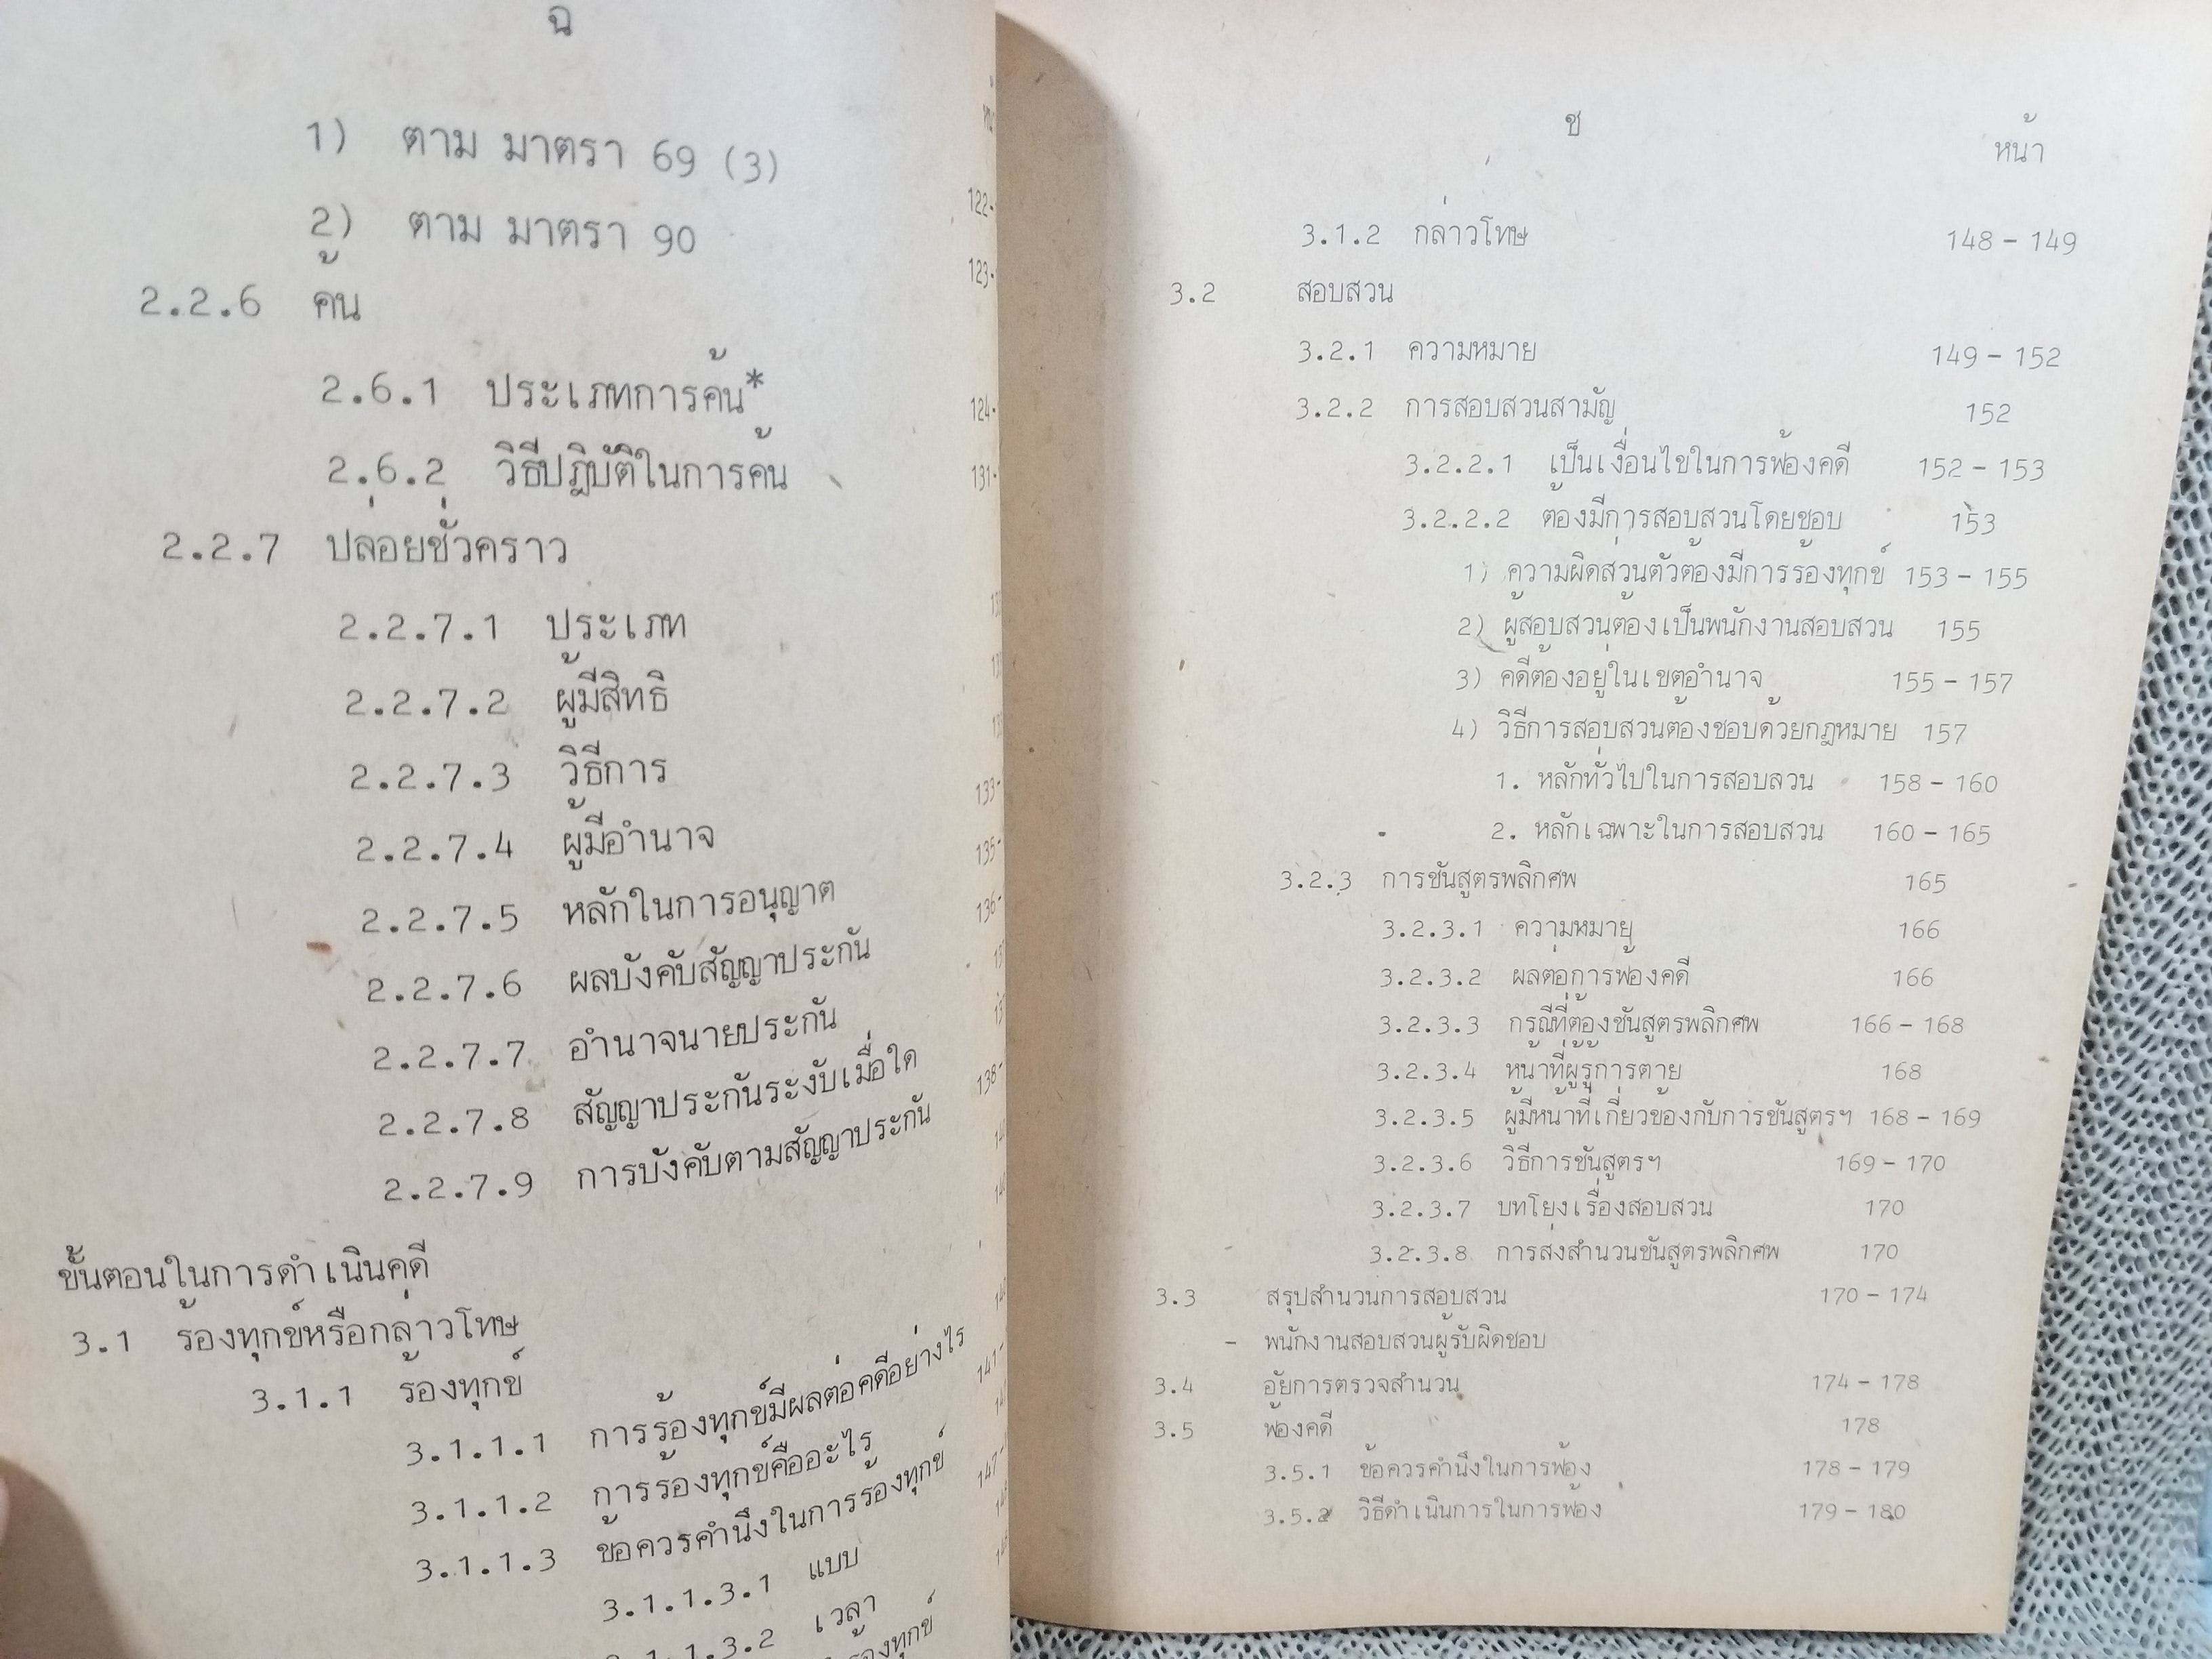 ฉ
1) ตาม มาตรา 69 (3)
2) ตาม มาตรา 90
2.2.6 ค้น
2.6.1 ประเภทการค้น*
2.6.2 วิธีปฏิบัติในการค้น
2.2.7 ปล่อยชั่วคราว
2.2.7.1 ประเภท
2.2.7.2 ผู้มีสิทธิ
2.2.7.3 วิธีการ
2.2.7.4 ผู้มีอำนาจ
2.2.7.5 หลักในการอนุญาต
2.2.7.6 ผลบังคับสัญญาประกัน
2.2.7.7 อำนาจนายประกัน
2.2.7.8 สัญญาประกันระงับเมื่อใด
2.2.7.9 การบังคับตามสัญญาประกัน
ขั้นตอนในการดำเนินคดี
3.1 ร้องทุกข์หรือกล่าวโทษ
3.1.1 ร้องทุกข์
3.1.1.1 การร้องทุกข์มีผลต่อคดีอย่างไร
3.1.1.2 การร้องทุกข์คืออะไร
3.1.1.3 ข้อควรคำนึงในการร้องทุกข์
3.1.1.3.1 แบบ
3.1.1.3.2 เวลา
ร้องทุกข์
122-
123-
124-
131-
133-
135-
136-
138-
141-
147-
ช
หน้า
3.1.2 กล่าวโทษ 148 - 149
3.2 สอบสวน
3.2.1 ความหมาย 149 - 152
3.2.2 การสอบสวนสามัญ 152
3.2.2.1 เป็นเงื่อนไขในการฟ้องคดี 152 - 153
3.2.2.2 ต้องมีการสอบสวนโดยชอบ 153
1) ความผิดส่วนตัวต้องมีการร้องทุกข์ 153 - 155
2) ผู้สอบสวนต้องเป็นพนักงานสอบสวน 155
3) คดีต้องอยู่ในเขตอำนาจ 155 - 157
4) วิธีการสอบสวนต้องชอบด้วยกฎหมาย 157
1. หลักทั่วไปในการสอบสวน 158 - 160
2. หลักเฉพาะในการสอบสวน 160 - 165
3.2.3 การชันสูตรพลิกศพ 165
3.2.3.1 ความหมาย 166
3.2.3.2 ผลต่อการฟ้องคดี 166
3.2.3.3 กรณีที่ต้องชันสูตรพลิกศพ 166 - 168
3.2.3.4 หน้าที่ผู้รู้การตาย 168
3.2.3.5 ผู้มีหน้าที่เกี่ยวข้องกับการชันสูตรฯ 168 - 169
3.2.3.6 วิธีการชันสูตรฯ 169 - 170
3.2.3.7 บทโยงเรื่องสอบสวน 170
3.2.3.8 การส่งสำนวนชันสูตรพลิกศพ 170
3.3 สรุปสำนวนการสอบสวน 170 - 174
- พนักงานสอบสวนผู้รับผิดชอบ
3.4 อัยการตรวจสำนวน 174 - 178
3.5 ฟ้องคดี 178
3.5.1 ข้อควรคำนึงในการฟ้อง 178 - 179
3.5.2 วิธีดำเนินการในการฟ้อง 179 - 180